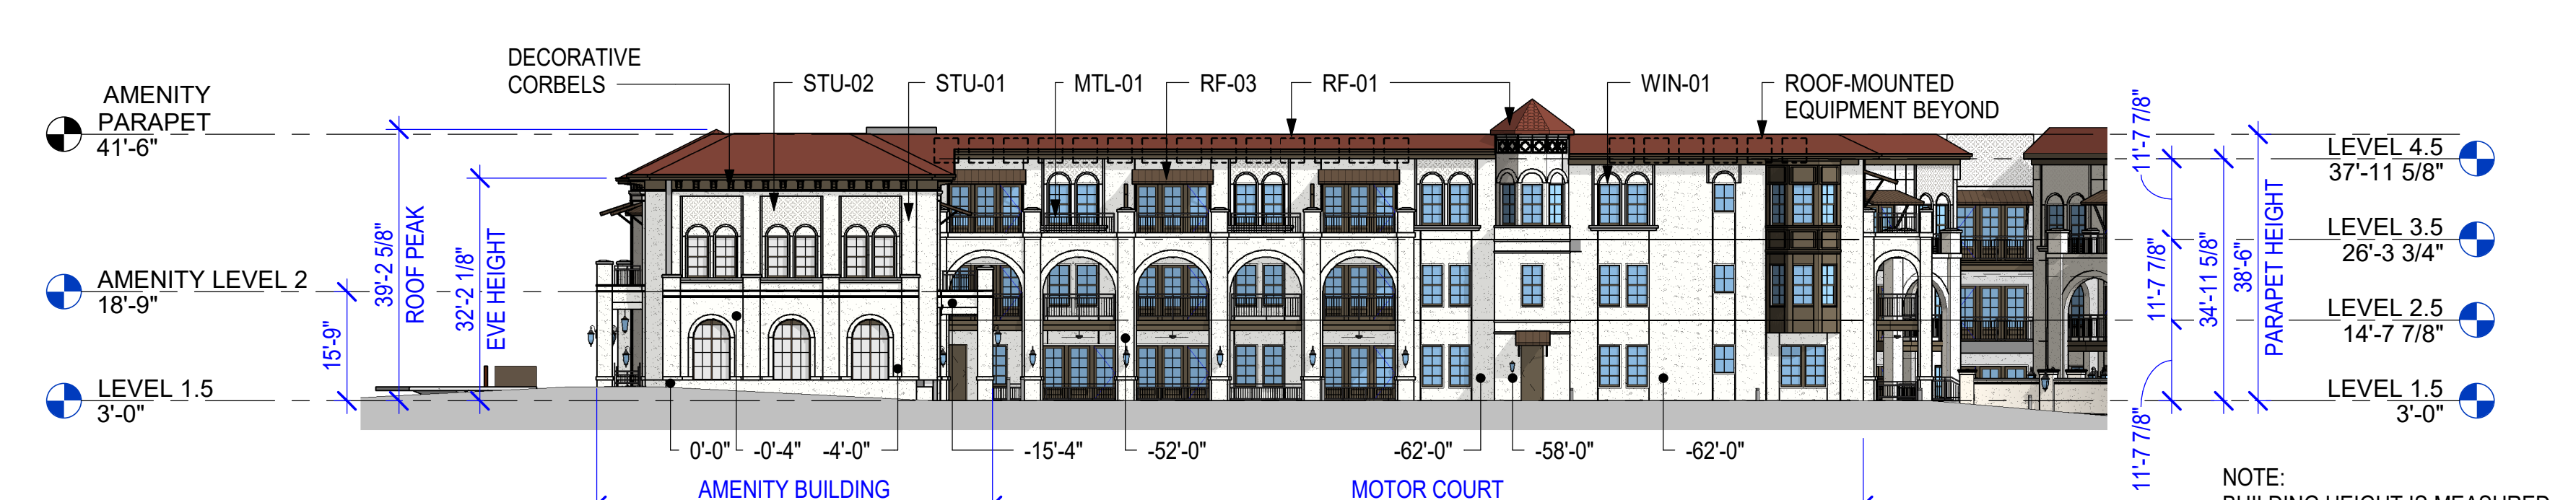 DECORATIVE
CORBELS
STU-02
STU-01
MTL-01
RF-03
RF-01
WIN-01
ROOF-MOUNTED
EQUIPMENT BEYOND
AMENITY
PARAPET
41'-6"
AMENITY LEVEL 2
18'-9"
LEVEL 1.5
3'-0"
15'-9"
39'-2 5/8"
ROOF PEAK
32'-2 1/8"
EVE HEIGHT
11'-7 7/8"
11'-7 7/8"
11'-7 7/8"
34'-11 5/8"
38'-6"
PARAPET HEIGHT
LEVEL 4.5
37'-11 5/8"
LEVEL 3.5
26'-3 3/4"
LEVEL 2.5
14'-7 7/8"
LEVEL 1.5
3'-0"
0'-0"
-0'-4"
-4'-0"
-15'-4"
-52'-0"
-62'-0"
-58'-0"
-62'-0"
AMENITY BUILDING
MOTOR COURT
NOTE:
BUILDING HEIGHT IS MEASURED